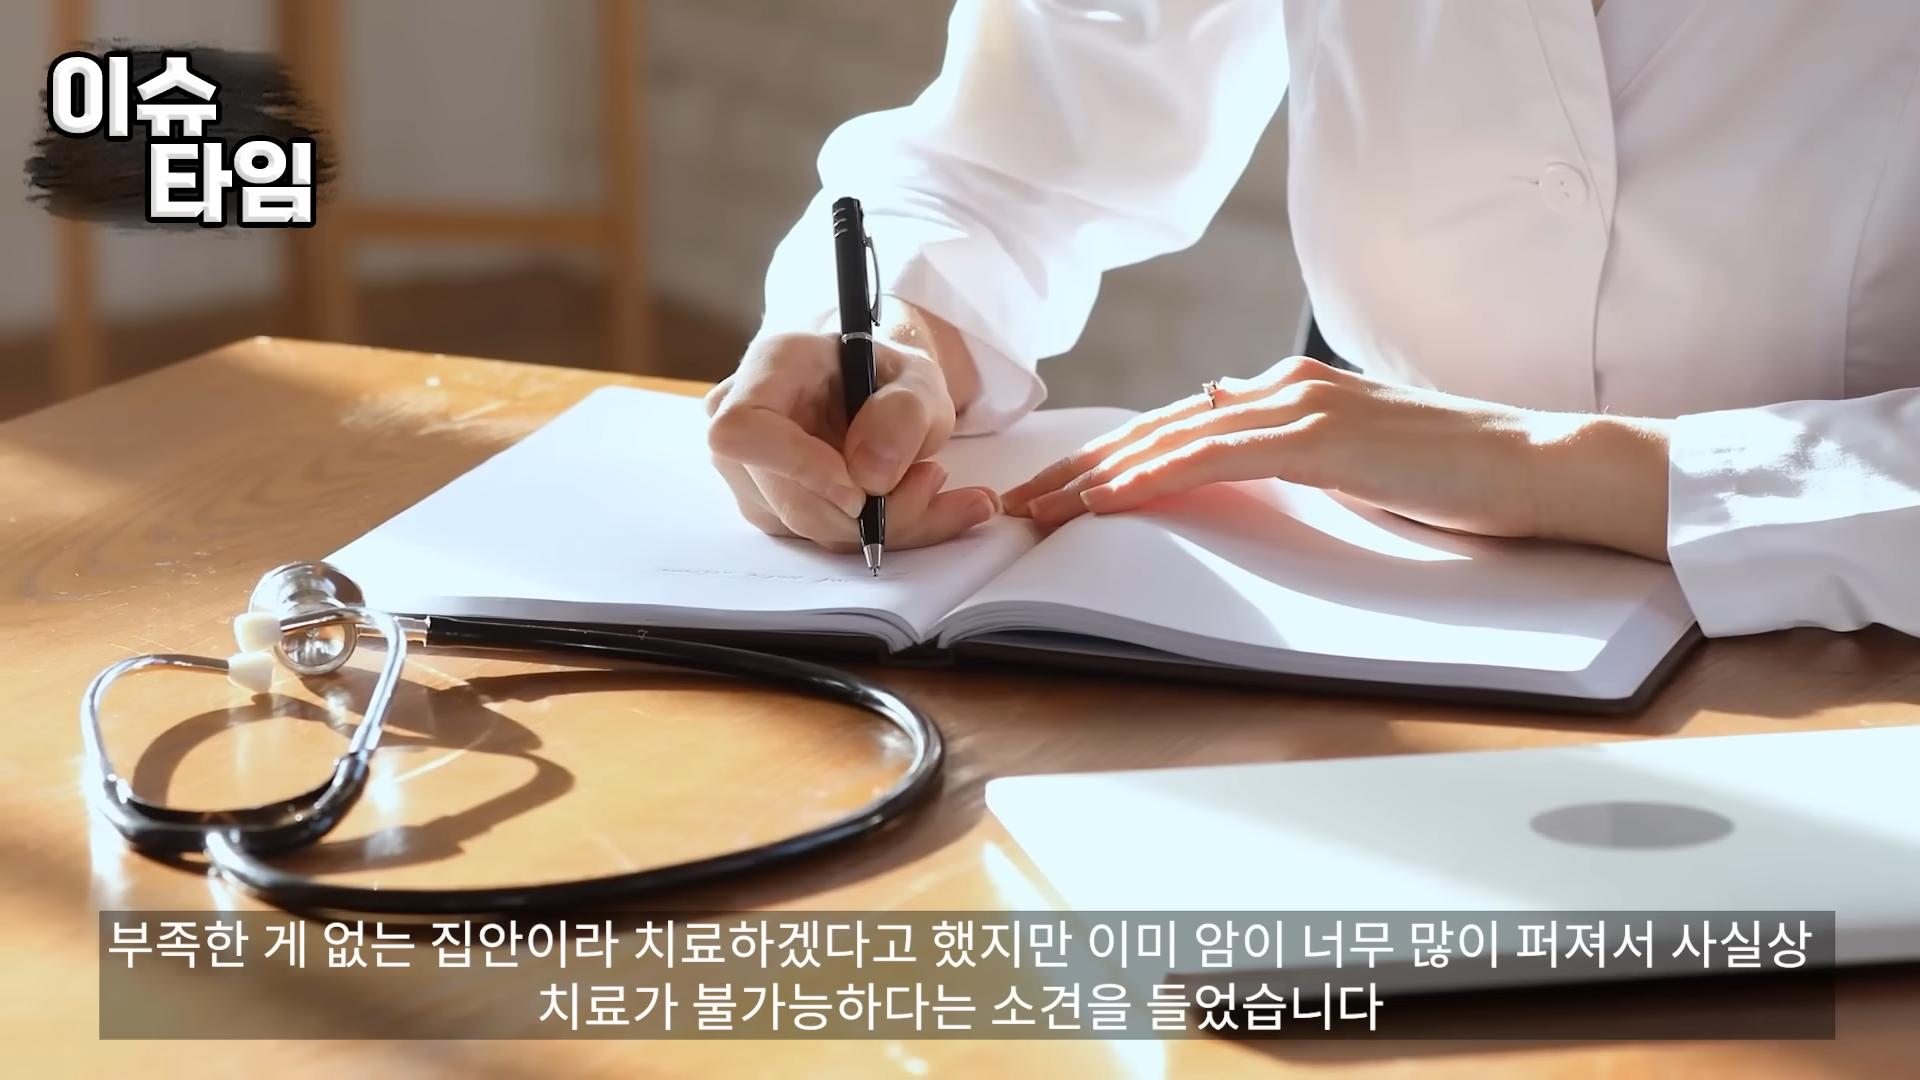 이슈
타임
부족한 게 없는 집안이라 치료하겠다고 했지만 이미 암이 너무 많이 퍼져서 사실상
치료가 불가능하다는 소견을 들었습니다